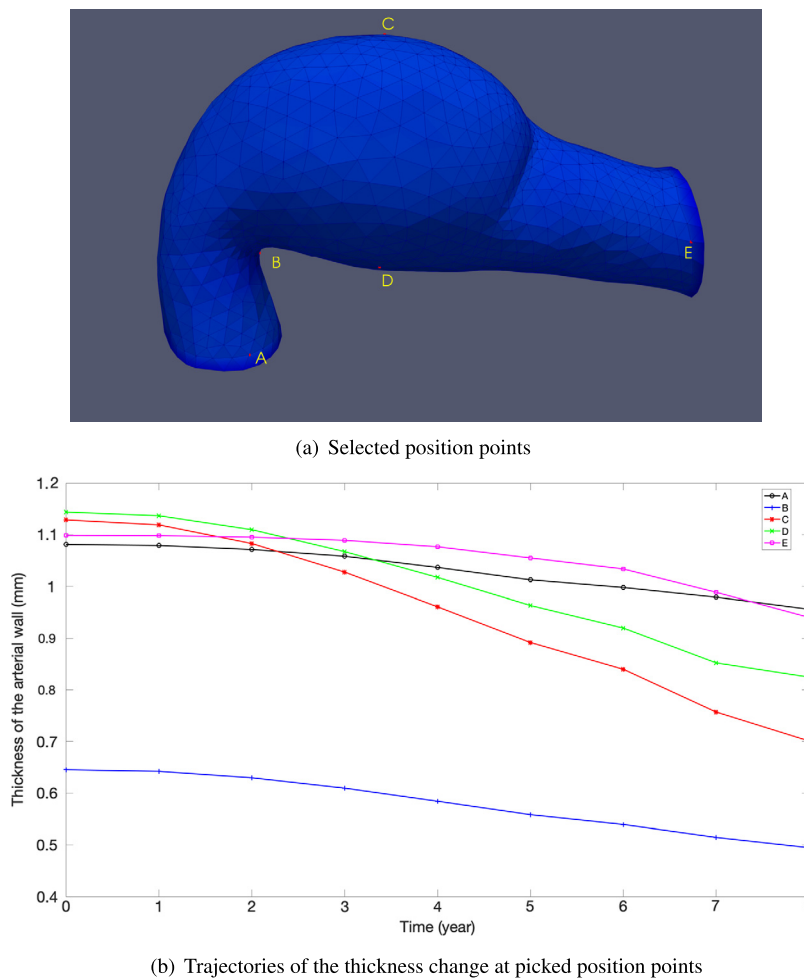 C
B
D
E
A
(a) Selected position points
1.2
1.1
1
0.9
0.8
0.7
0.6
0.5
0.4
0
1
2
3
4
5
6
7
Thickness of the arterial wall (mm)
Time (year)
A
B
C
D
E
(b) Trajectories of the thickness change at picked position points